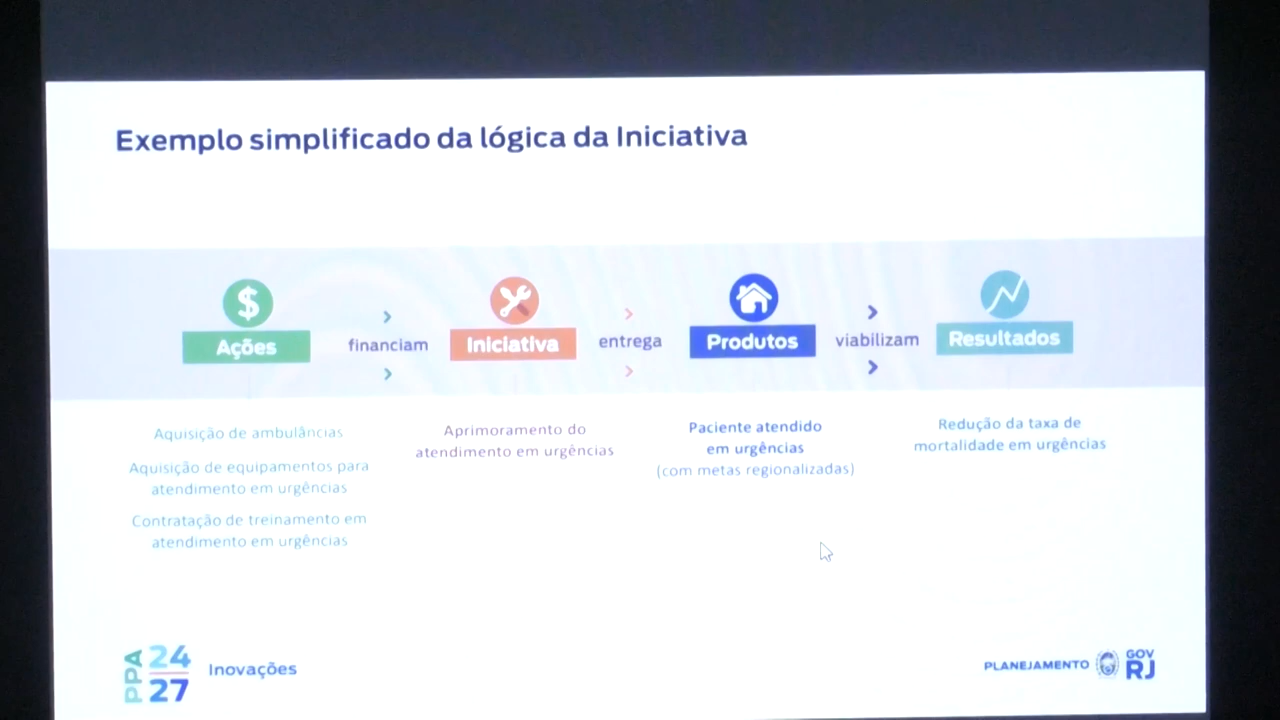 Exemplo simplificado da lógica da Iniciativa
$
Ações
financiam
Iniciativa
entrega
Produtos
viabilizam
Resultados
Aquisição de ambulâncias
Aquisição de equipamentos para
atendimento em urgências
Contratação de treinamento em
atendimento em urgências
Aprimoramento do
atendimento em urgências
Paciente atendido
em urgências
(com metas regionalizadas)
Redução da taxa de
mortalidade em urgências
PPA 24
27
Inovações
PLANEJAMENTO
GOV
RJ